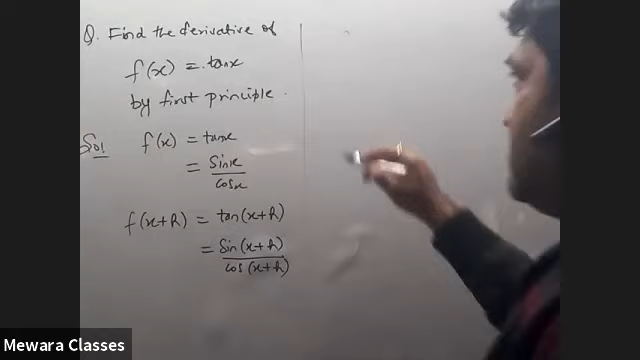 Q. Find the derivative of
f(x) = tanx
by first principle.
Sol f(x) = tanx
= sinx / cosx
f(x+h) = tan(x+h)
= sin(x+h) / cos(x+h)
Mewara Classes